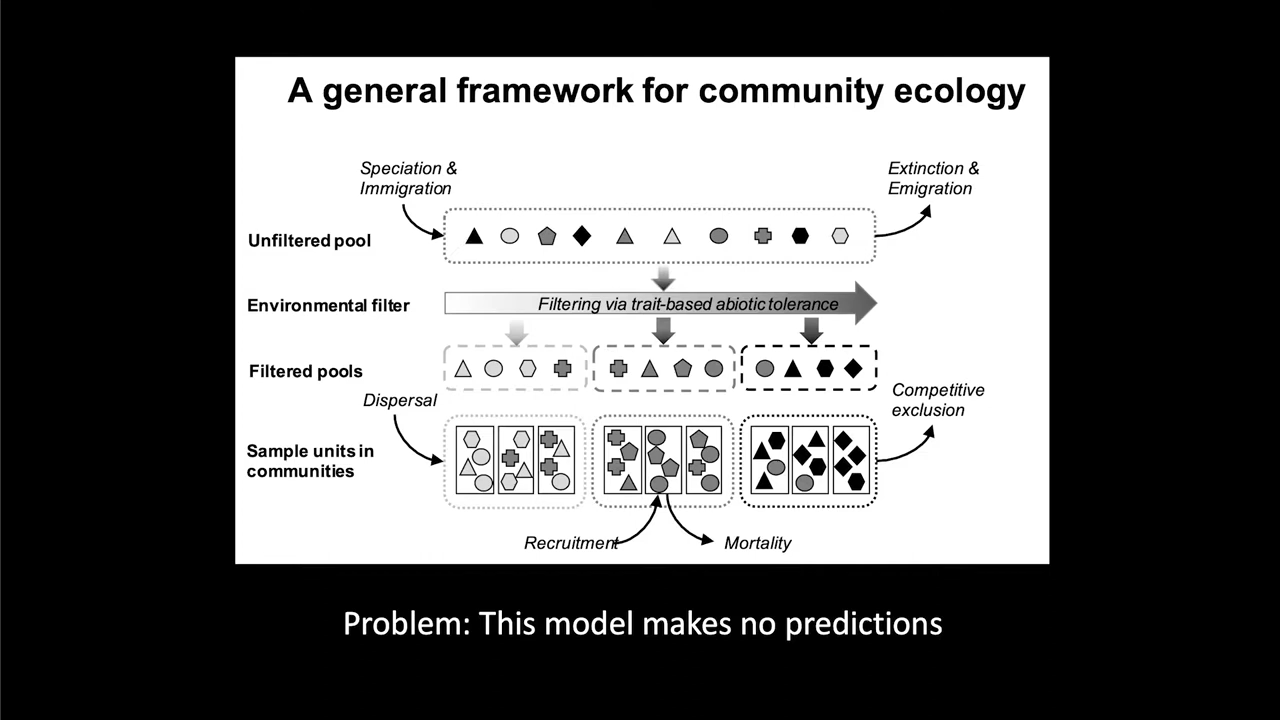 A general framework for community ecology
Speciation &
Immigration
Extinction &
Emigration
Unfiltered pool
Environmental filter
Filtering via trait-based abiotic tolerance
Filtered pools
Dispersal
Competitive
exclusion
Sample units in
communities
Recruitment
Mortality
Problem: This model makes no predictions